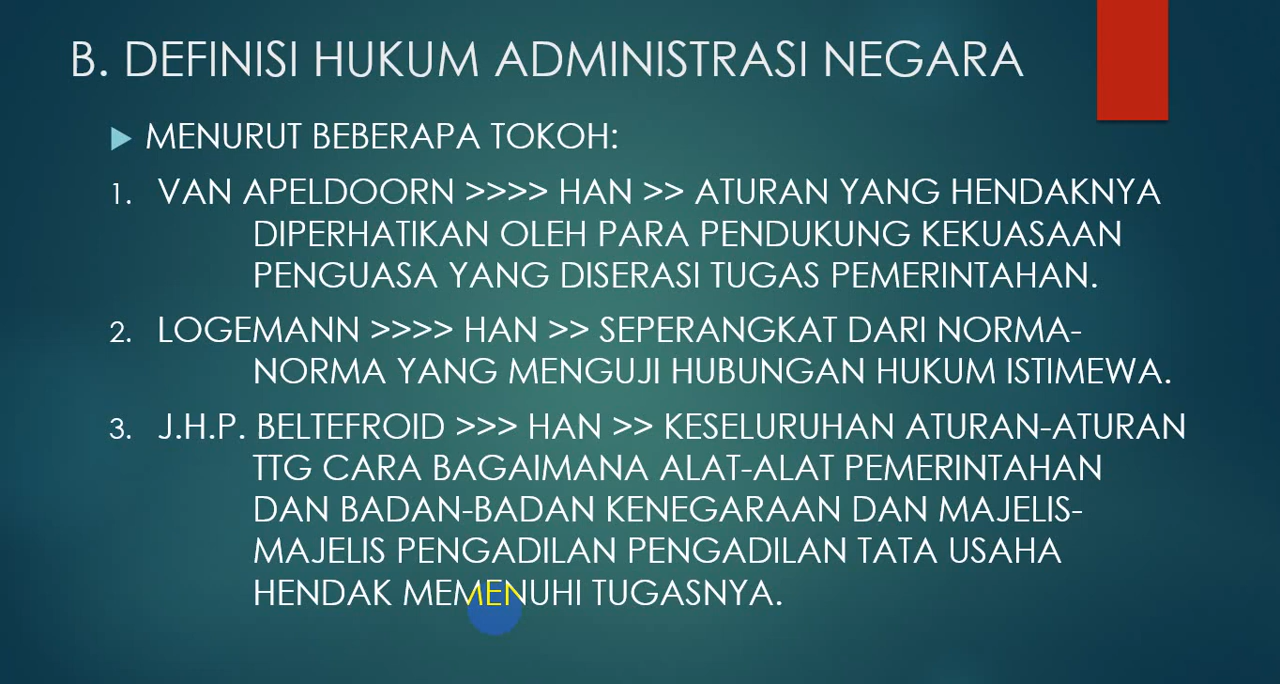 B. DEFINISI HUKUM ADMINISTRASI NEGARA
MENURUT BEBERAPA TOKOH:
1. VAN APELDOORN >>>> HAN >> ATURAN YANG HENDAKNYA
DIPERHATIKAN OLEH PARA PENDUKUNG KEKUASAAN
PENGUASA YANG DISERASI TUGAS PEMERINTAHAN.
2. LOGEMANN >>>> HAN >> SEPERANGKAT DARI NORMA-
NORMA YANG MENGUJI HUBUNGAN HUKUM ISTIMEWA.
3. J.H.P. BELTEFROID >>> HAN >> KESELURUHAN ATURAN-ATURAN
TTG CARA BAGAIMANA ALAT-ALAT PEMERINTAHAN
DAN BADAN-BADAN KENEGARAAN DAN MAJELIS-
MAJELIS PENGADILAN PENGADILAN TATA USAHA
HENDAK MEMENUHI TUGASNYA.